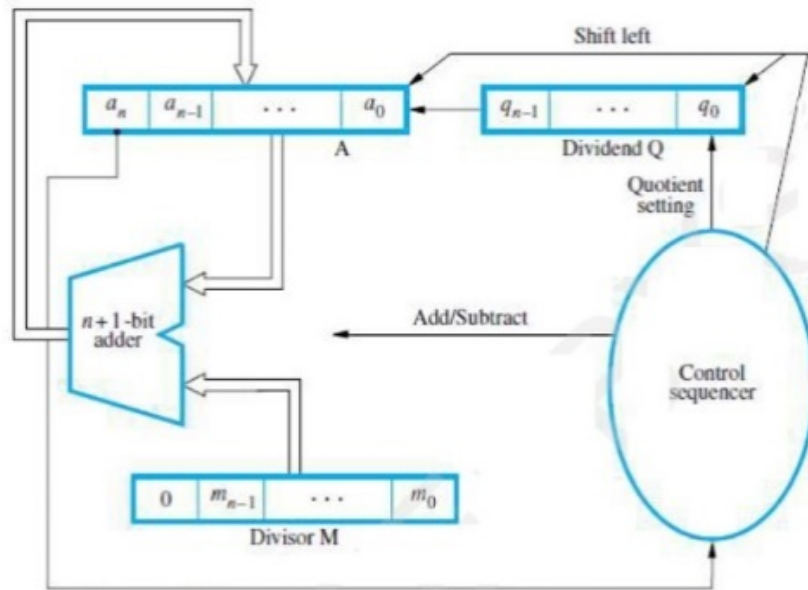 Shift left
aₙ aₙ₋₁ ··· a₀
qₙ₋₁ ··· q₀
A
Dividend Q
Quotient
setting
n+1-bit
adder
Add/Subtract
Control
sequencer
0 mₙ₋₁ ··· m₀
Divisor M